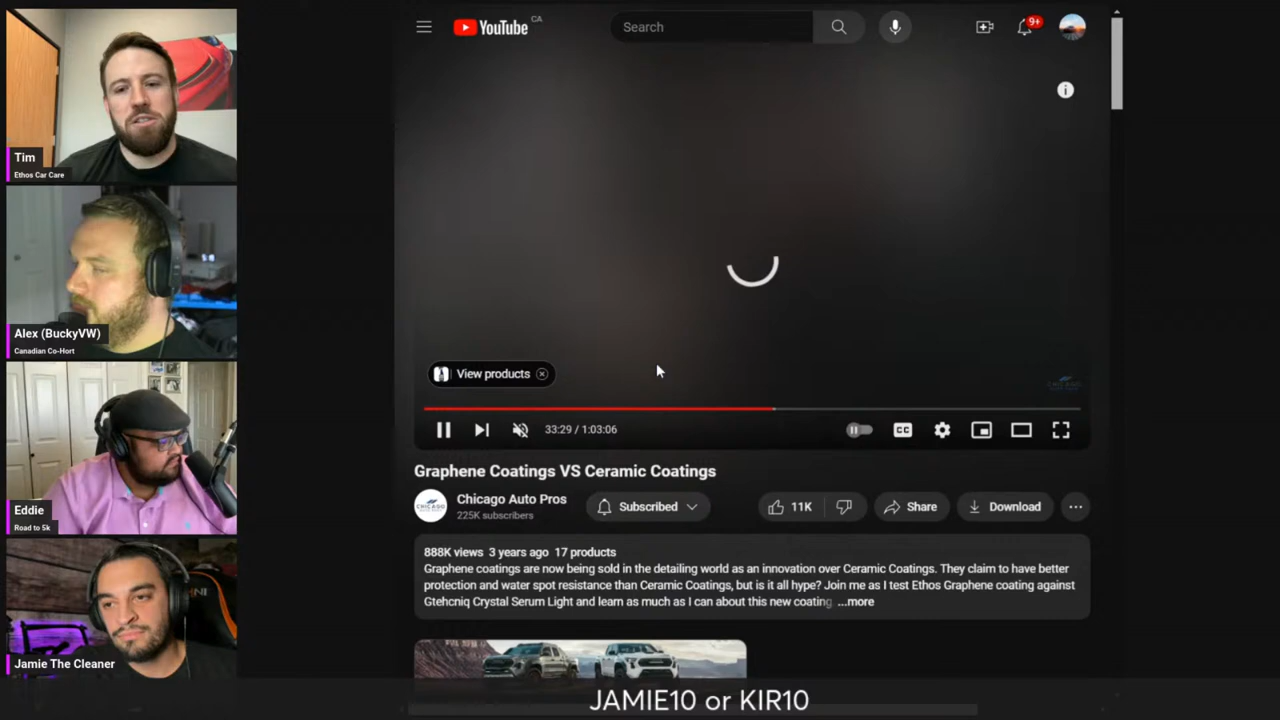 Tim
Ethos Car Care
Alex (BuckyVW)
Canadian Co-Hort
Eddie
Road to 5k
Jamie The Cleaner
YouTube CA
Search
9+
View products
33:29 / 1:03:06
CC
Graphene Coatings VS Ceramic Coatings
Chicago Auto Pros
225K subscribers
Subscribed
11K
Share
Download
888K views 3 years ago 17 products
Graphene coatings are now being sold in the detailing world as an innovation over Ceramic Coatings. They claim to have better
protection and water spot resistance than Ceramic Coatings, but is it all hype? Join me as I test Ethos Graphene coating against
Gtehcniq Crystal Serum Light and learn as much as I can about this new coating ...more
JAMIE10 or KIR10